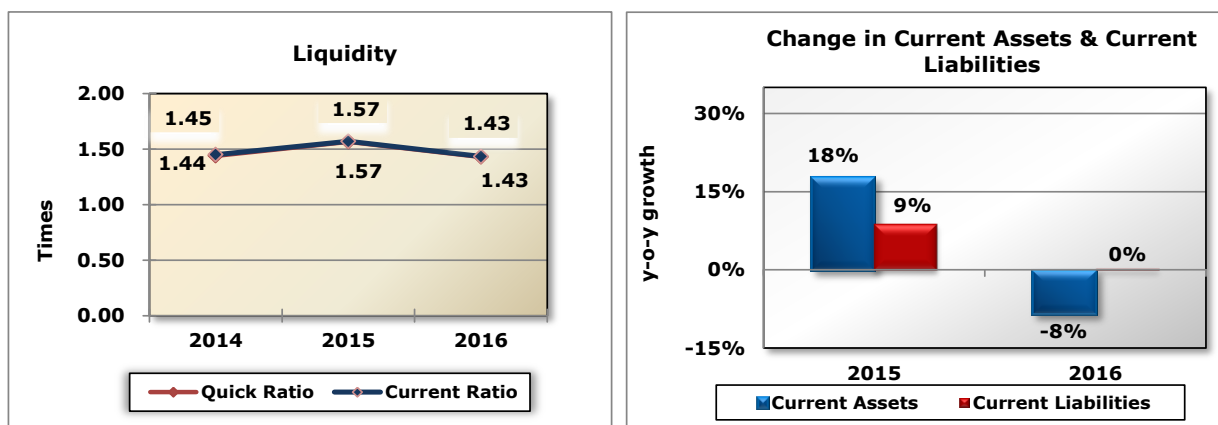 Liquidity
Times
2.00
1.50
1.00
0.50
0.00
1.45
1.57
1.43
1.44
1.57
1.43
2014
2015
2016
Quick Ratio
Current Ratio
Change in Current Assets & Current
Liabilities
y-o-y growth
30%
15%
0%
-15%
18%
9%
0%
-8%
2015
2016
Current Assets
Current Liabilities